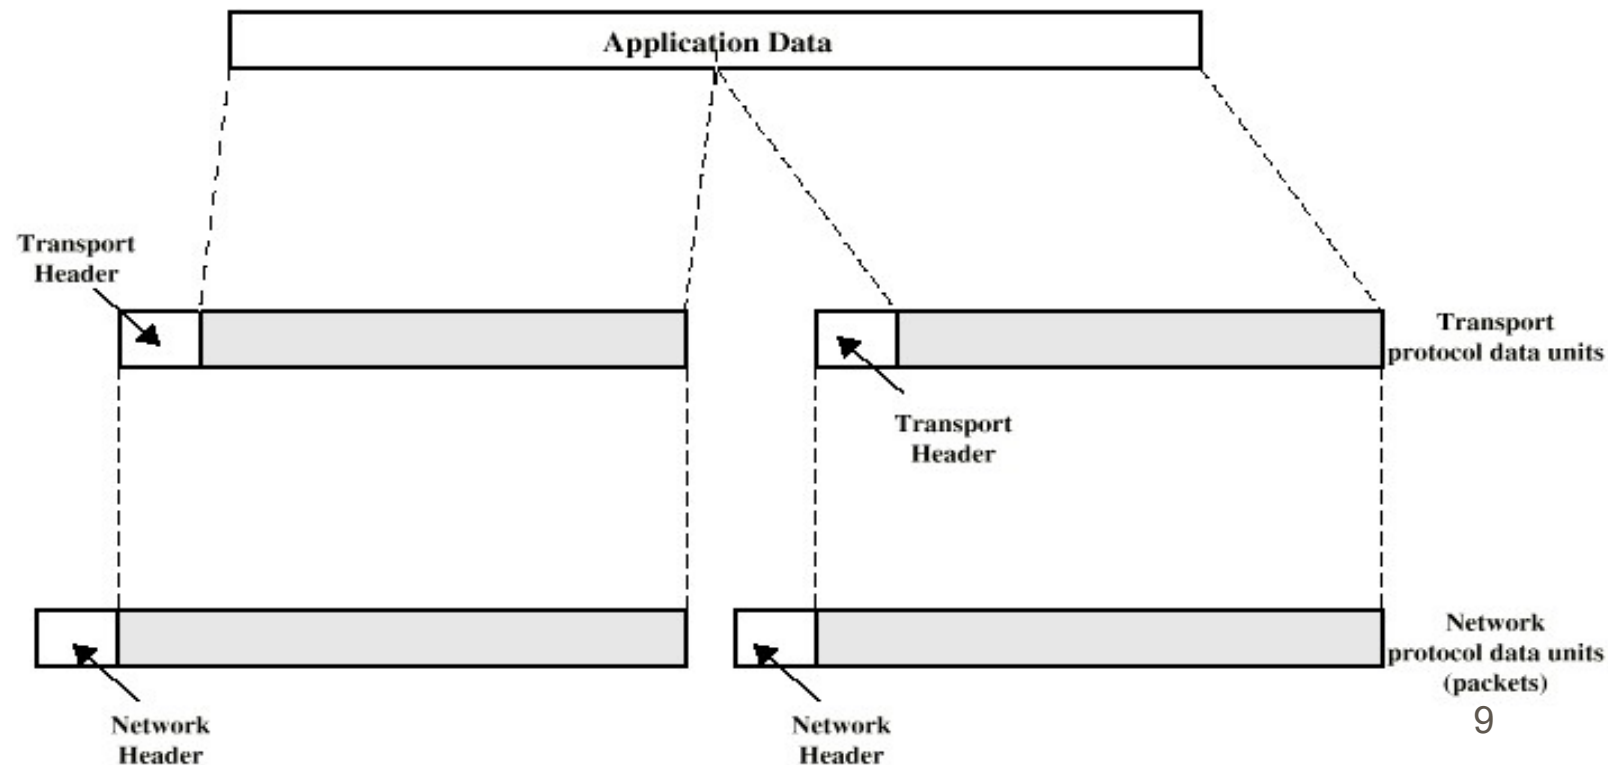 Application Data
Transport
Header
Transport
protocol data units
Transport
Header
Network
protocol data units
(packets)
9
Network
Header
Network
Header